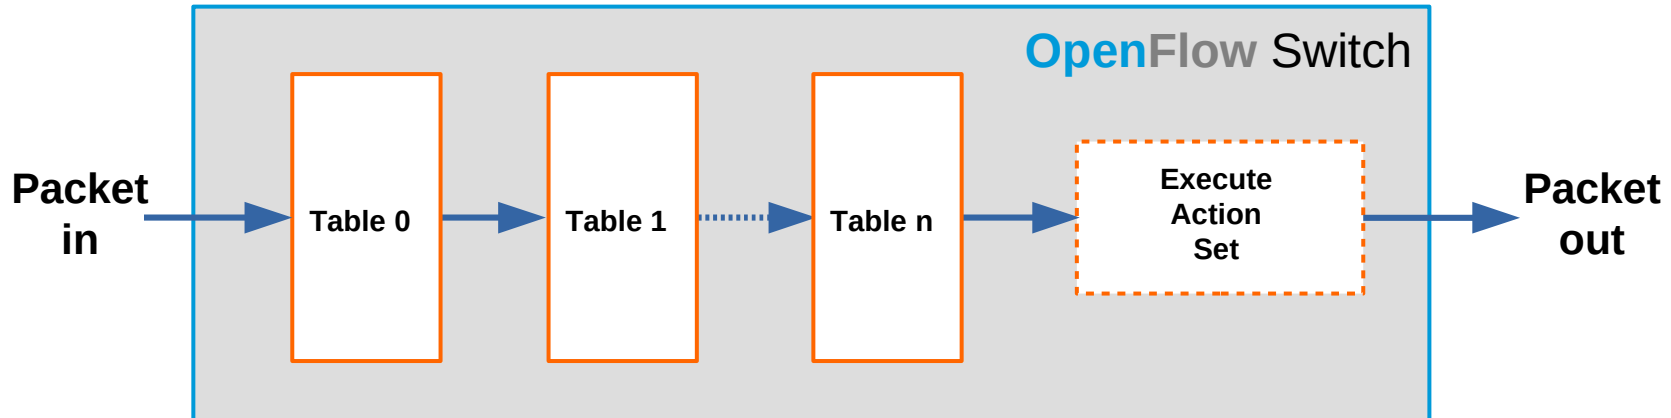 OpenFlow Switch
Packet
in
Table 0
Table 1
Table n
Execute
Action
Set
Packet
out